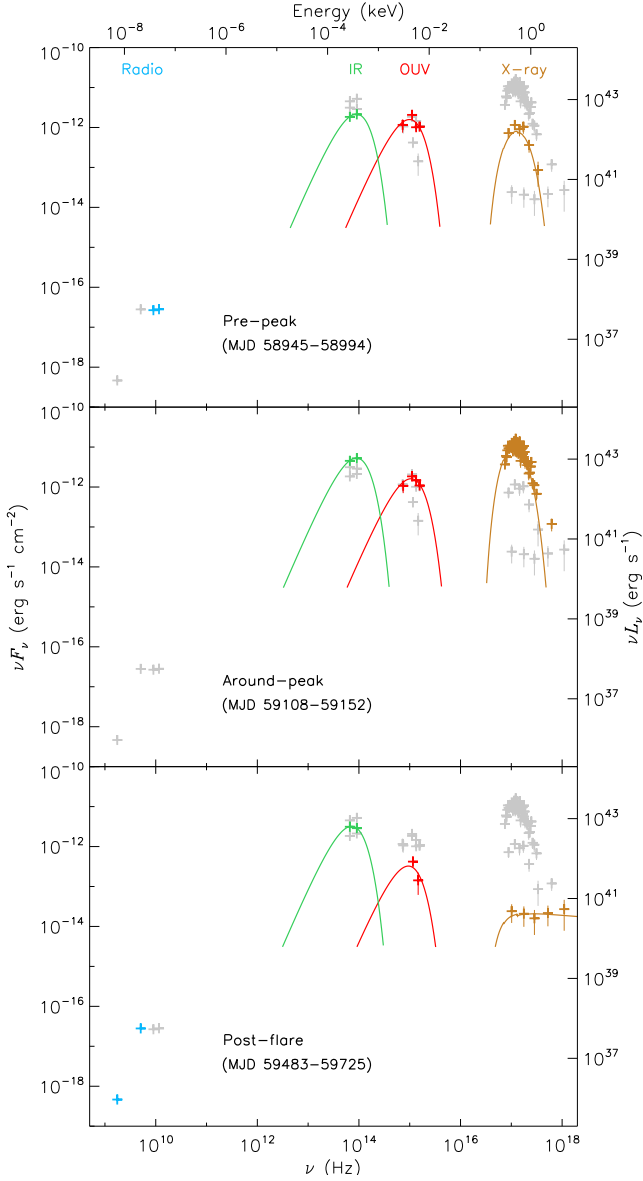 Energy (keV)
10⁻⁸ 10⁻⁶ 10⁻⁴ 10⁻² 10⁰
Radio IR OUV X-ray
10⁻¹⁰
10⁻¹²
10⁻¹⁴
10⁻¹⁶
10⁻¹⁸
10⁴³
10⁴¹
10³⁹
10³⁷
Pre-peak
(MJD 58945-58994)
10⁻¹⁰
10⁻¹²
10⁻¹⁴
10⁻¹⁶
10⁻¹⁸
νFν (erg s⁻¹ cm⁻²)
10⁴³
10⁴¹
10³⁹
10³⁷
νLν (erg s⁻¹)
Around-peak
(MJD 59108-59152)
10⁻¹⁰
10⁻¹²
10⁻¹⁴
10⁻¹⁶
10⁻¹⁸
10⁴³
10⁴¹
10³⁹
10³⁷
Post-flare
(MJD 59483-59725)
10¹⁰ 10¹² 10¹⁴ 10¹⁶ 10¹⁸
ν (Hz)